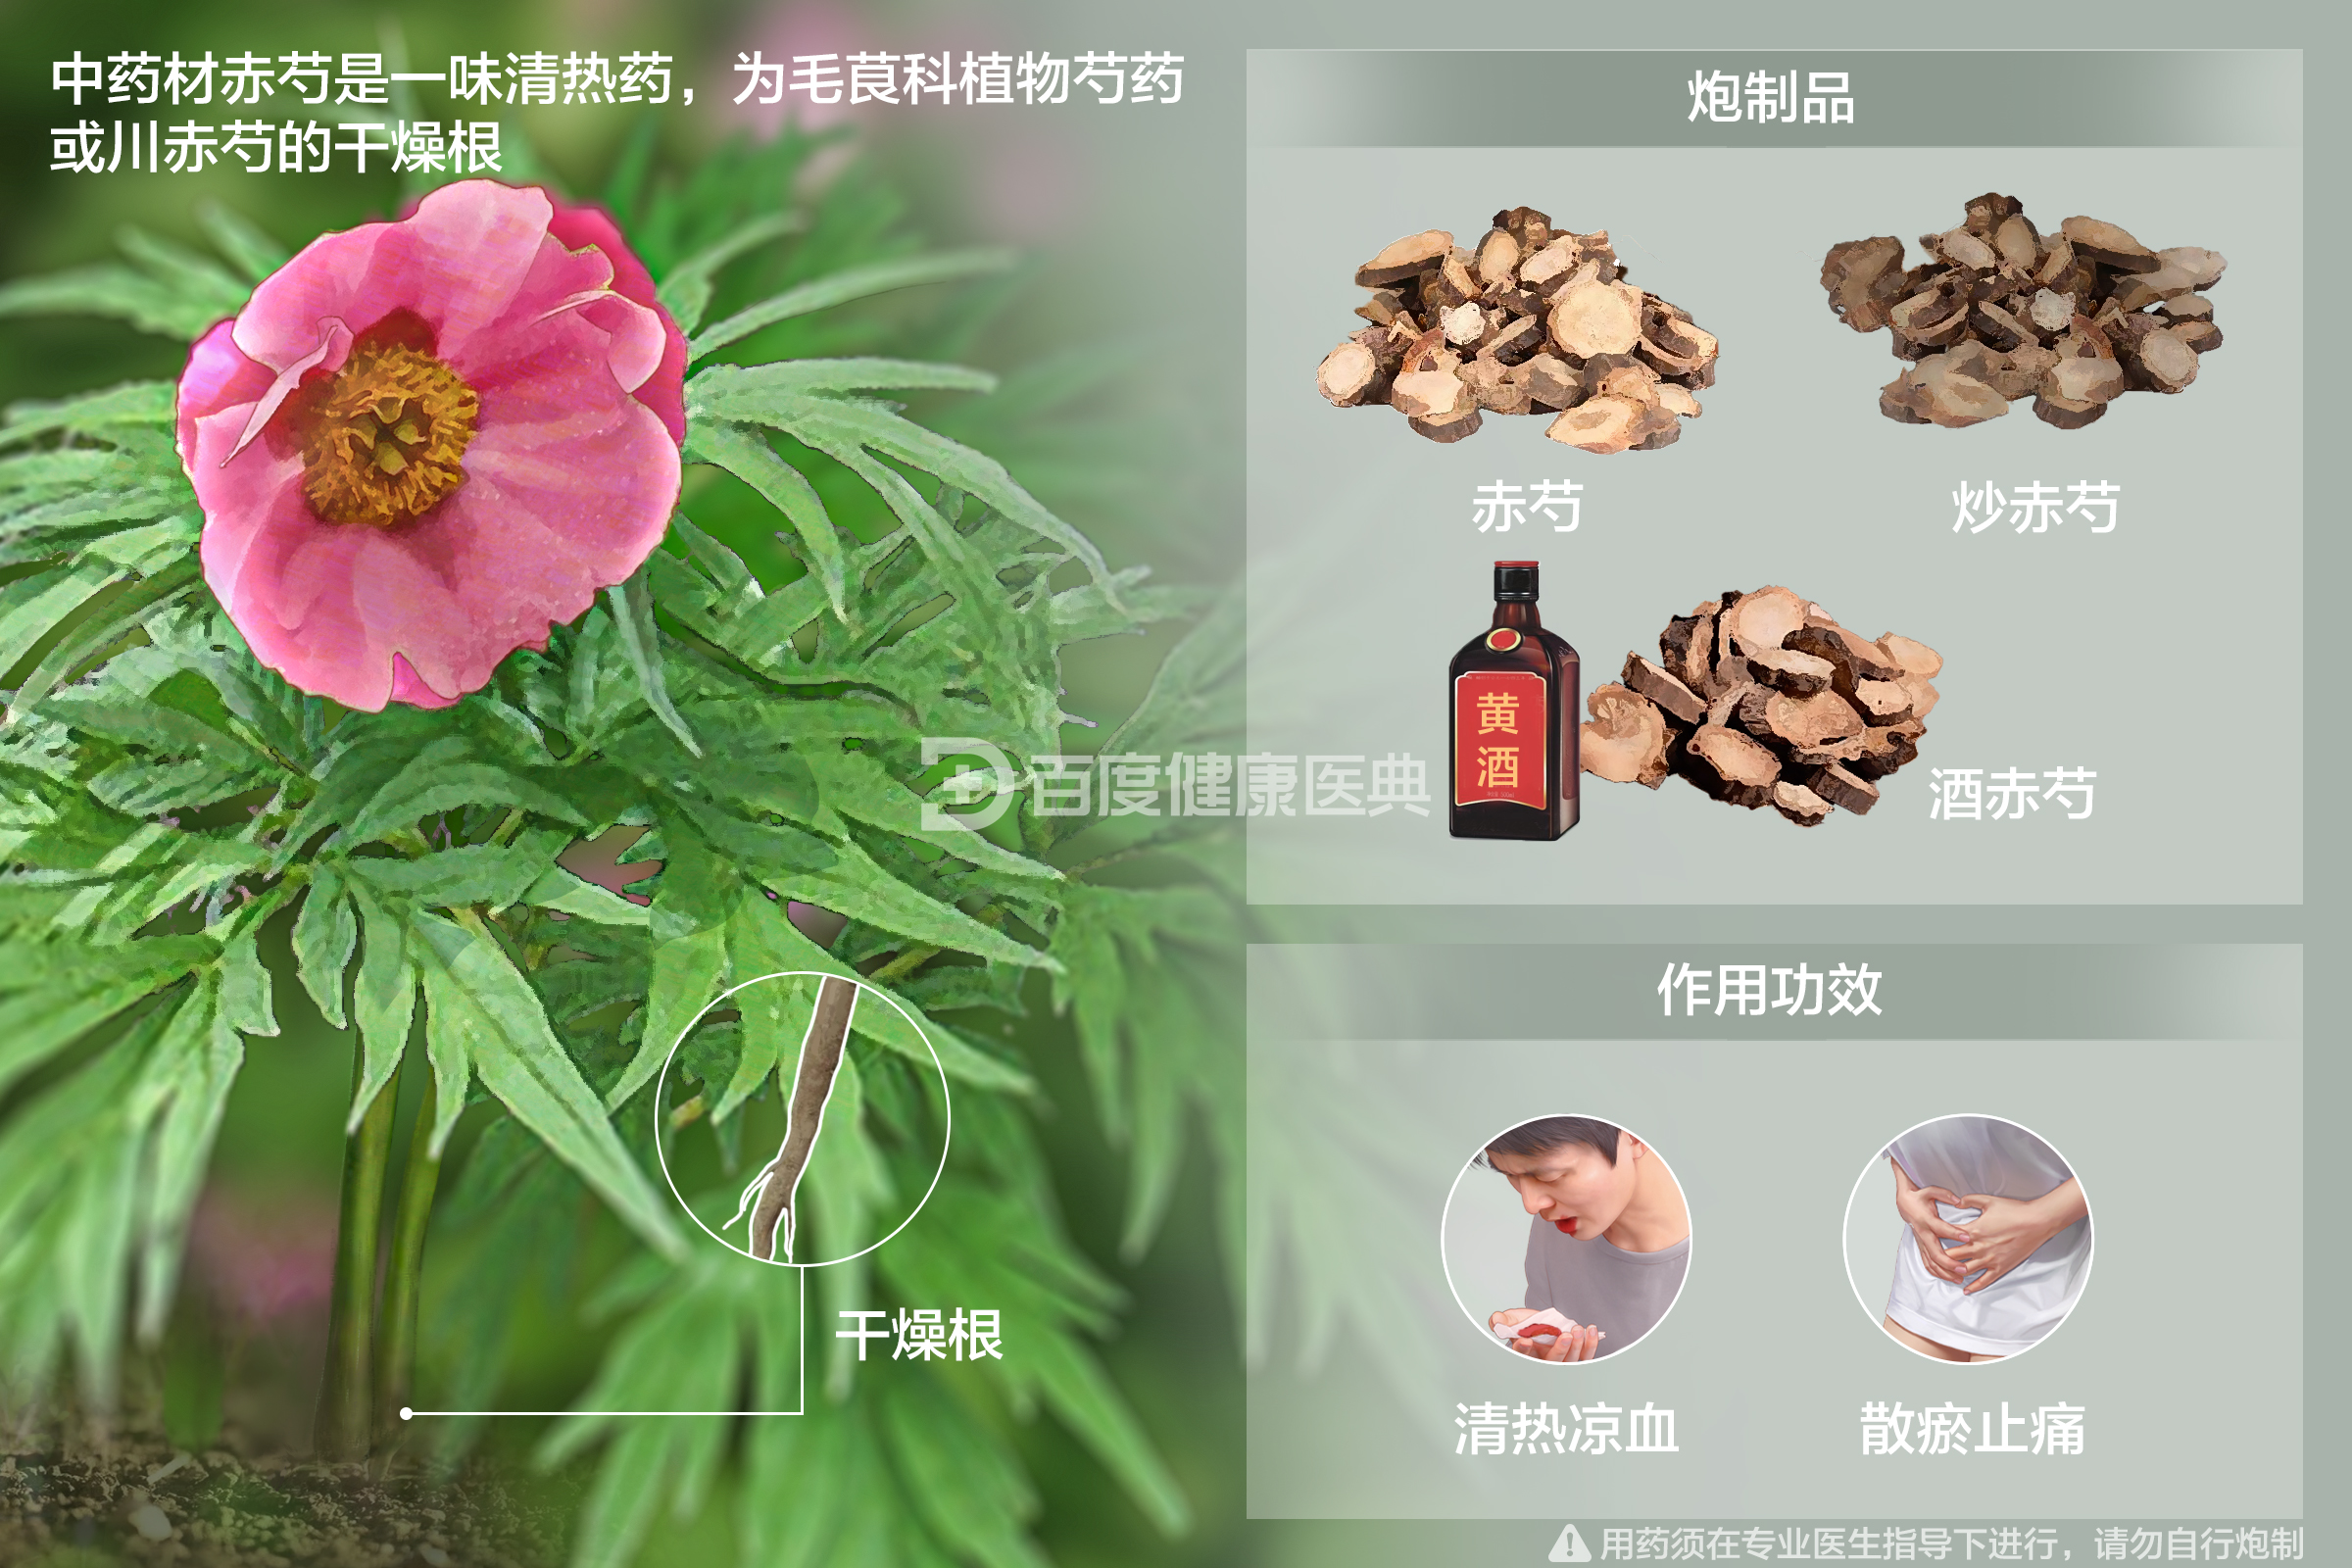 中药材赤芍是一味清热药，为毛茛科植物芍药
或川赤芍的干燥根
炮制品
赤芍
炒赤芍
黄
酒
酒赤芍
百度健康医典
作用功效
干燥根
清热凉血
散瘀止痛
用药须在专业医生指导下进行，请勿自行炮制